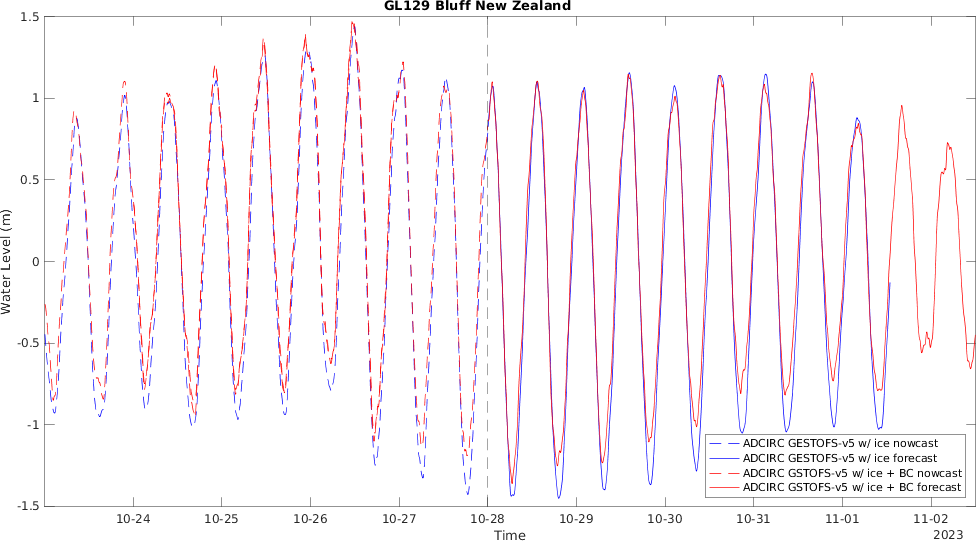 GL129 Bluff New Zealand
1.5
1
0.5
0
-0.5
-1
-1.5
Water Level (m)
10-24 10-25 10-26 10-27 10-28 10-29 10-30 10-31 11-01 11-02
Time
2023
ADCIRC GESTOFS-v5 w/ ice nowcast
ADCIRC GESTOFS-v5 w/ ice forecast
ADCIRC GSTOFS-v5 w/ ice + BC nowcast
ADCIRC GSTOFS-v5 w/ ice + BC forecast